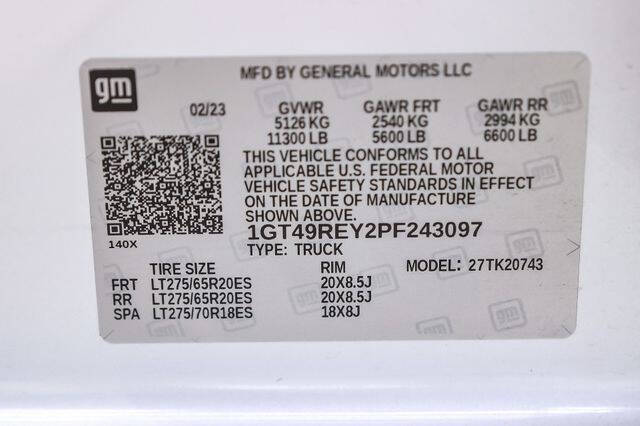 gm
MFD BY GENERAL MOTORS LLC
02/23 GVWR GAWR FRT GAWR RR
5126 KG 2540 KG 2994 KG
11300 LB 5600 LB 6600 LB
THIS VEHICLE CONFORMS TO ALL
APPLICABLE U.S. FEDERAL MOTOR
VEHICLE SAFETY STANDARDS IN EFFECT
ON THE DATE OF MANUFACTURE
SHOWN ABOVE.
140X
1GT49REY2PF243097
TYPE: TRUCK
TIRE SIZE RIM MODEL: 27TK20743
FRT LT275/65R20ES 20X8.5J
RR LT275/65R20ES 20X8.5J
SPA LT275/70R18ES 18X8J